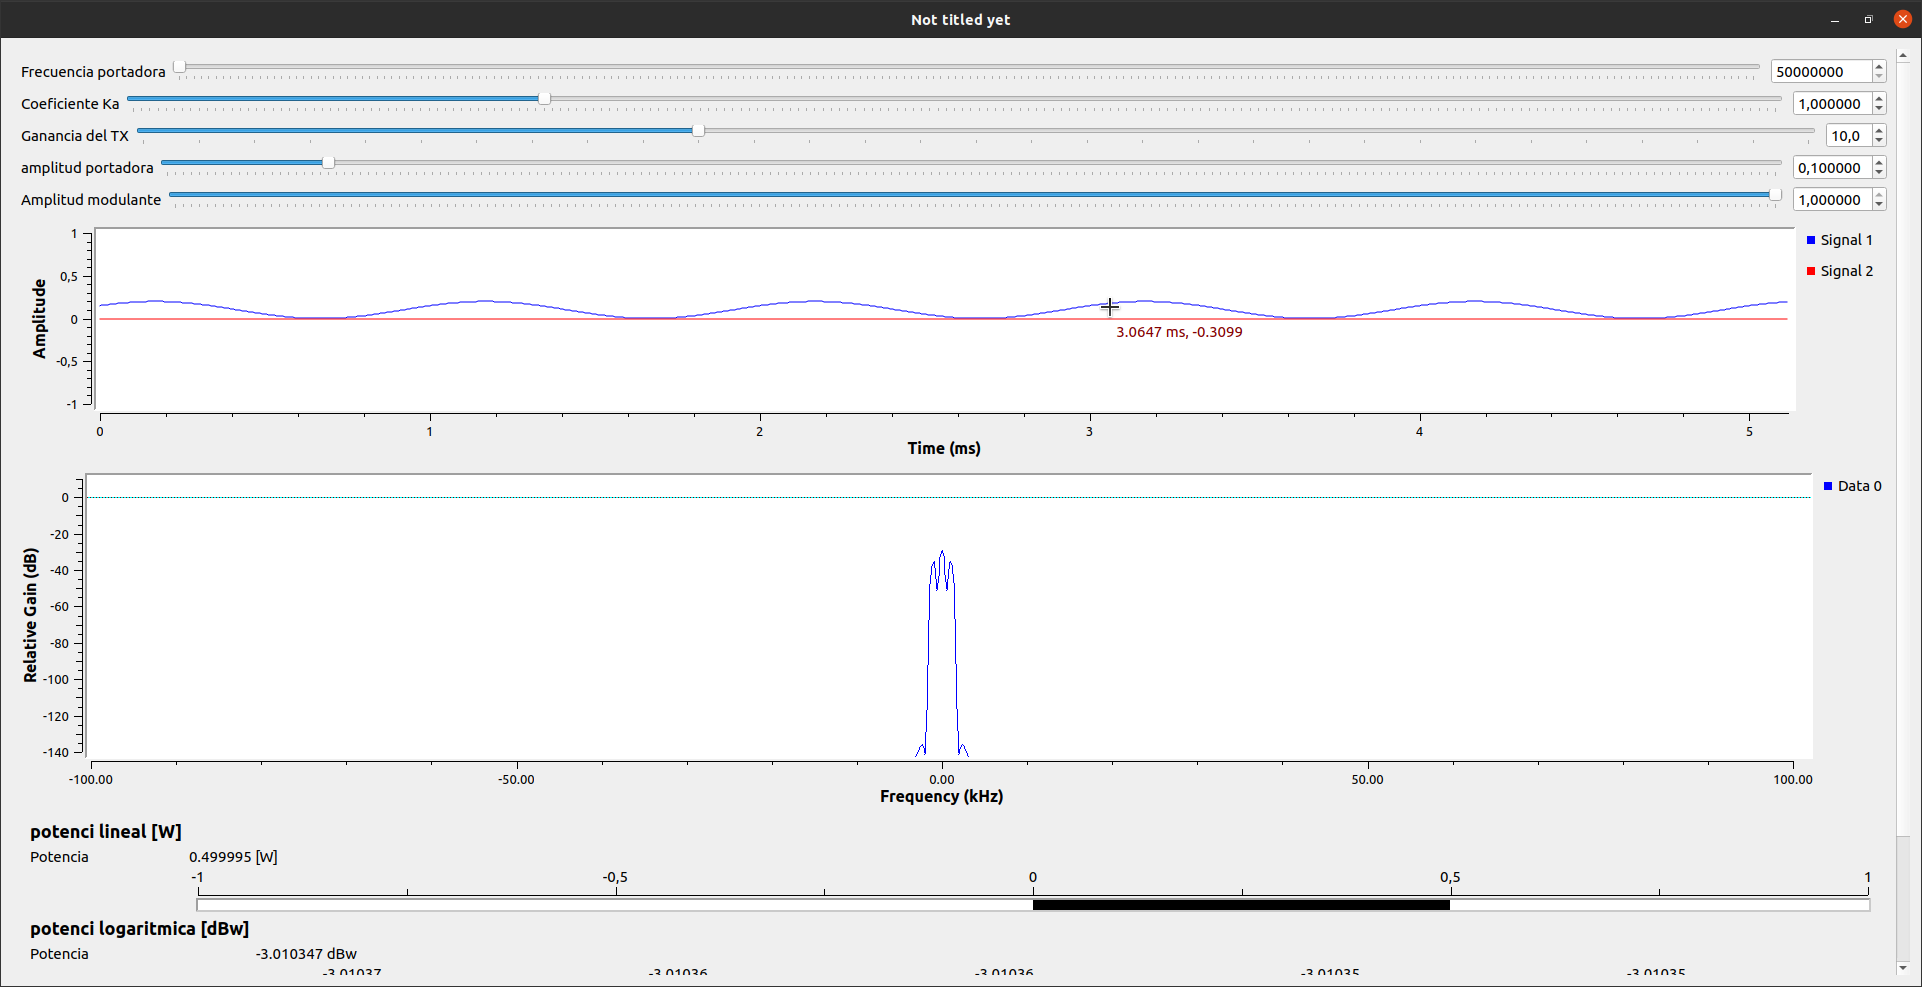 Not titled yet
Frecuencia portadora 50000000
Coeficiente Ka 1,000000
Ganancia del TX 10,0
amplitud portadora 0,100000
Amplitud modulante 1,000000
1
0,5
0
-0,5
-1
Amplitude
Signal 1
Signal 2
3.0647 ms, -0.3099
0 1 2 3 4 5
Time (ms)
0
-20
-40
-60
-80
-100
-120
-140
Relative Gain (dB)
Data 0
-100.00 -50.00 0.00 50.00 100.00
Frequency (kHz)
potenci lineal [W]
Potencia 0.499995 [W]
-1 -0,5 0 0,5 1
potenci logaritmica [dBw]
Potencia -3.010347 dBw
-3.01037 -3.01036 -3.01036 -3.01035 -3.01035